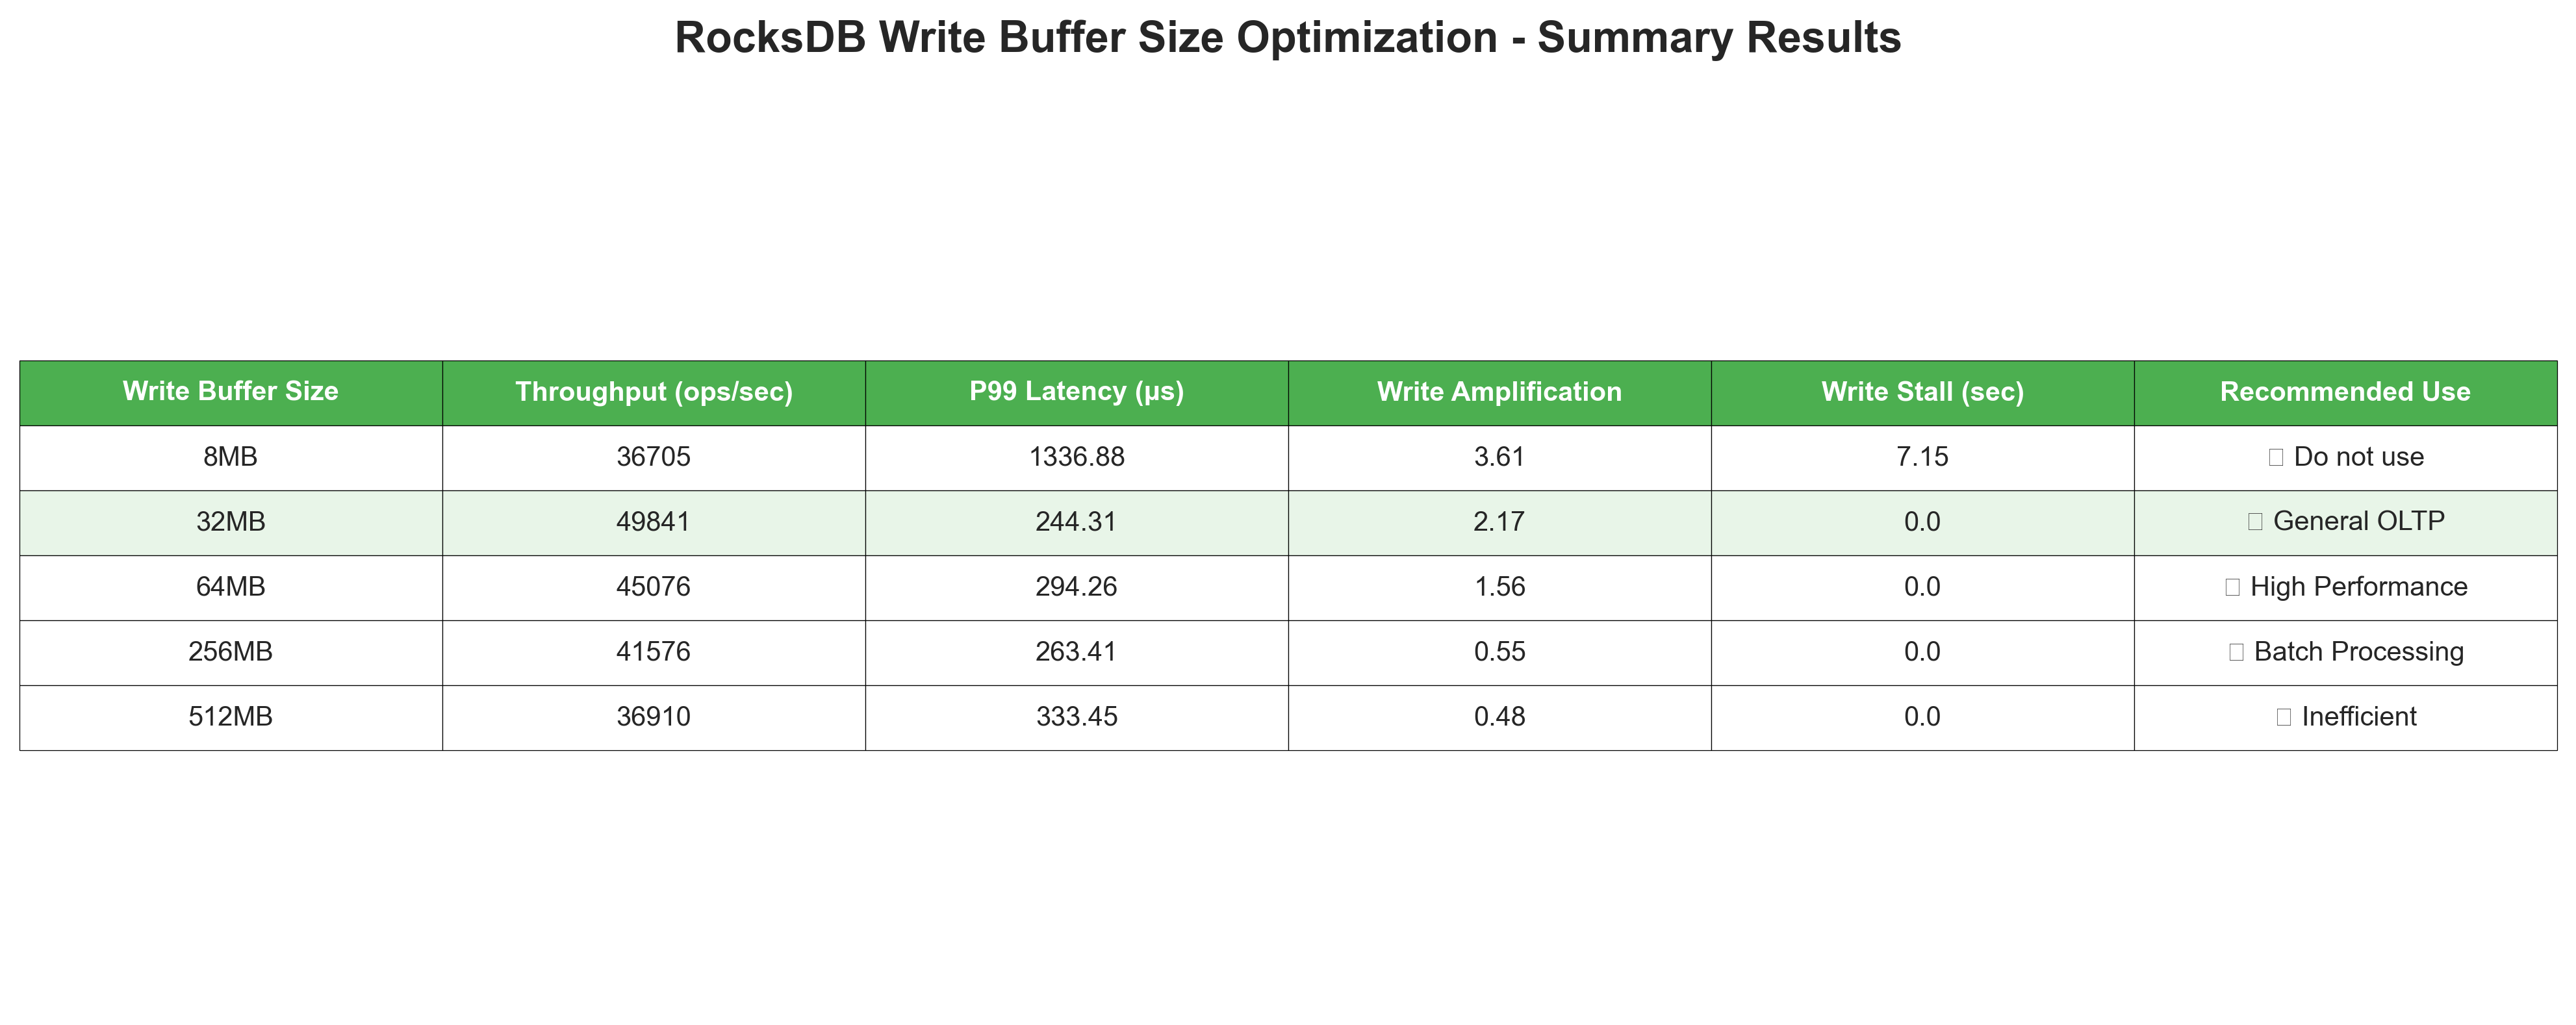 RocksDB Write Buffer Size Optimization - Summary Results
Write Buffer Size Throughput (ops/sec) P99 Latency (µs) Write Amplification Write Stall (sec) Recommended Use
8MB 36705 1336.88 3.61 7.15 Do not use
32MB 49841 244.31 2.17 0.0 General OLTP
64MB 45076 294.26 1.56 0.0 High Performance
256MB 41576 263.41 0.55 0.0 Batch Processing
512MB 36910 333.45 0.48 0.0 Inefficient